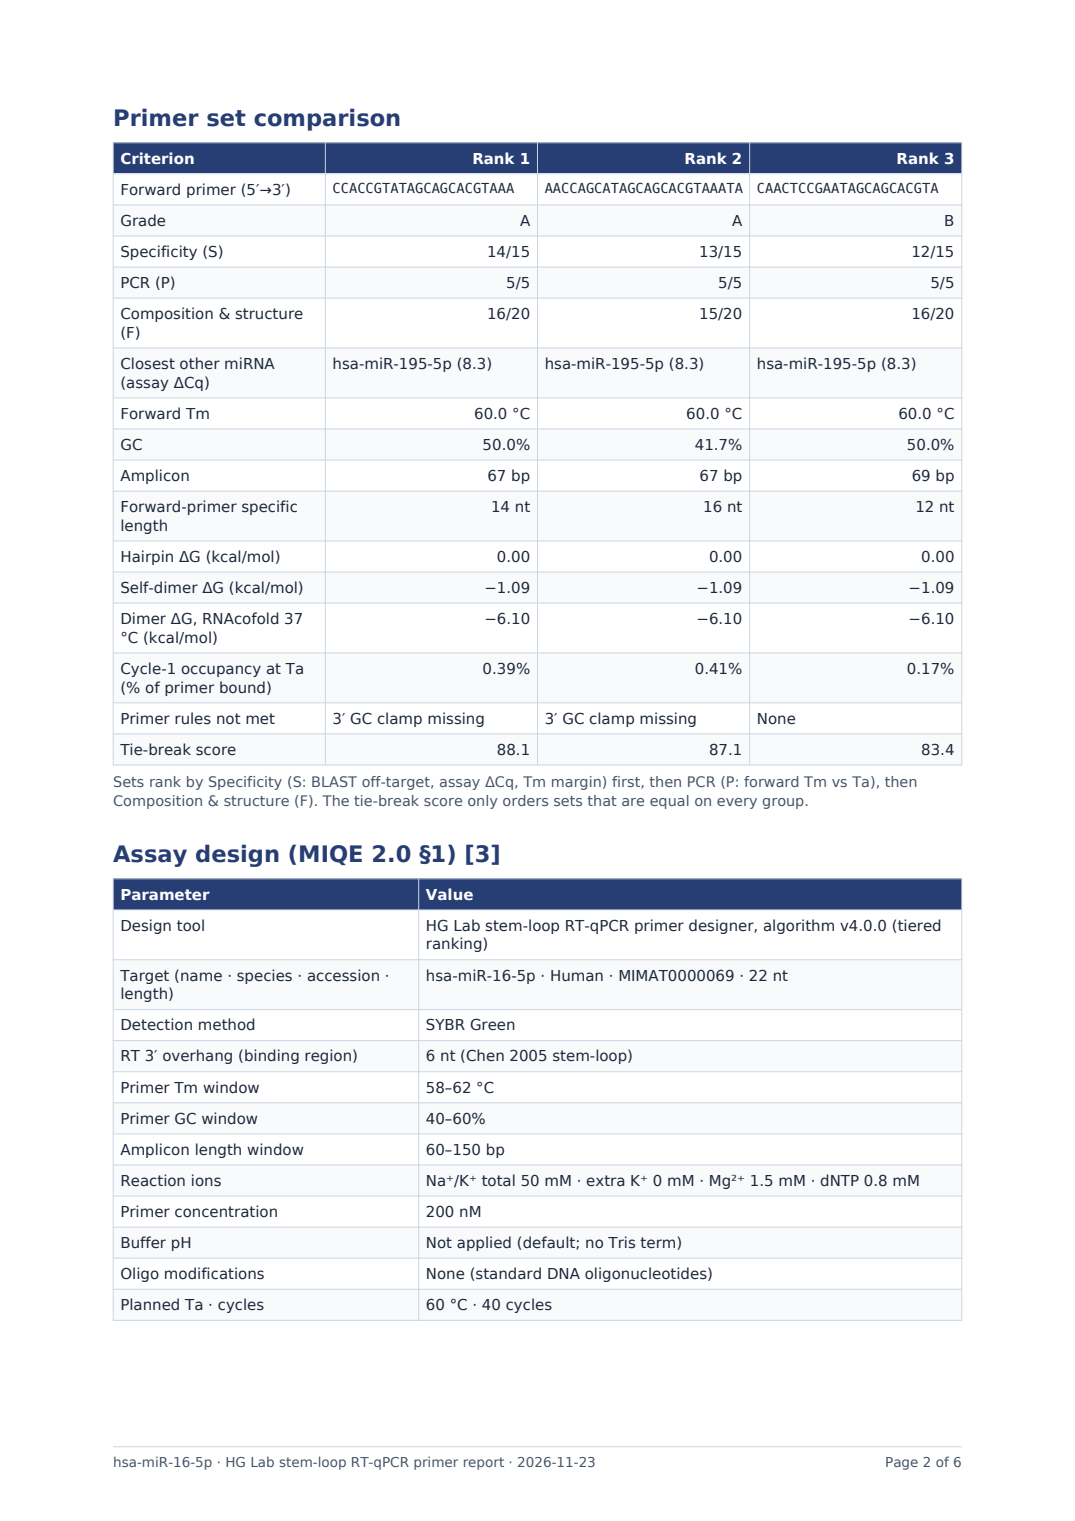 Primer set comparison
Criterion Rank 1 Rank 2 Rank 3
Forward primer (5′→3′) CCACCGTATAGCAGCACGTAAA AACCAGCATAGCAGCACGTAAATA CAACTCCGAATAGCAGCACGTA
Grade A A B
Specificity (S) 14/15 13/15 12/15
PCR (P) 5/5 5/5 5/5
Composition & structure 16/20 15/20 16/20
(F)
Closest other miRNA hsa-miR-195-5p (8.3) hsa-miR-195-5p (8.3) hsa-miR-195-5p (8.3)
(assay ΔCq)
Forward Tm 60.0 °C 60.0 °C 60.0 °C
GC 50.0% 41.7% 50.0%
Amplicon 67 bp 67 bp 69 bp
Forward-primer specific 14 nt 16 nt 12 nt
length
Hairpin ΔG (kcal/mol) 0.00 0.00 0.00
Self-dimer ΔG (kcal/mol) −1.09 −1.09 −1.09
Dimer ΔG, RNAcofold 37 −6.10 −6.10 −6.10
°C (kcal/mol)
Cycle-1 occupancy at Ta 0.39% 0.41% 0.17%
(% of primer bound)
Primer rules not met 3′ GC clamp missing 3′ GC clamp missing None
Tie-break score 88.1 87.1 83.4
Sets rank by Specificity (S: BLAST off-target, assay ΔCq, Tm margin) first, then PCR (P: forward Tm vs Ta), then
Composition & structure (F). The tie-break score only orders sets that are equal on every group.
Assay design (MIQE 2.0 §1) [3]
Parameter Value
Design tool HG Lab stem-loop RT-qPCR primer designer, algorithm v4.0.0 (tiered
ranking)
Target (name · species · accession · hsa-miR-16-5p · Human · MIMAT0000069 · 22 nt
length)
Detection method SYBR Green
RT 3′ overhang (binding region) 6 nt (Chen 2005 stem-loop)
Primer Tm window 58–62 °C
Primer GC window 40–60%
Amplicon length window 60–150 bp
Reaction ions Na⁺/K⁺ total 50 mM · extra K⁺ 0 mM · Mg²⁺ 1.5 mM · dNTP 0.8 mM
Primer concentration 200 nM
Buffer pH Not applied (default; no Tris term)
Oligo modifications None (standard DNA oligonucleotides)
Planned Ta · cycles 60 °C · 40 cycles
hsa-miR-16-5p · HG Lab stem-loop RT-qPCR primer report · 2026-11-23 Page 2 of 6